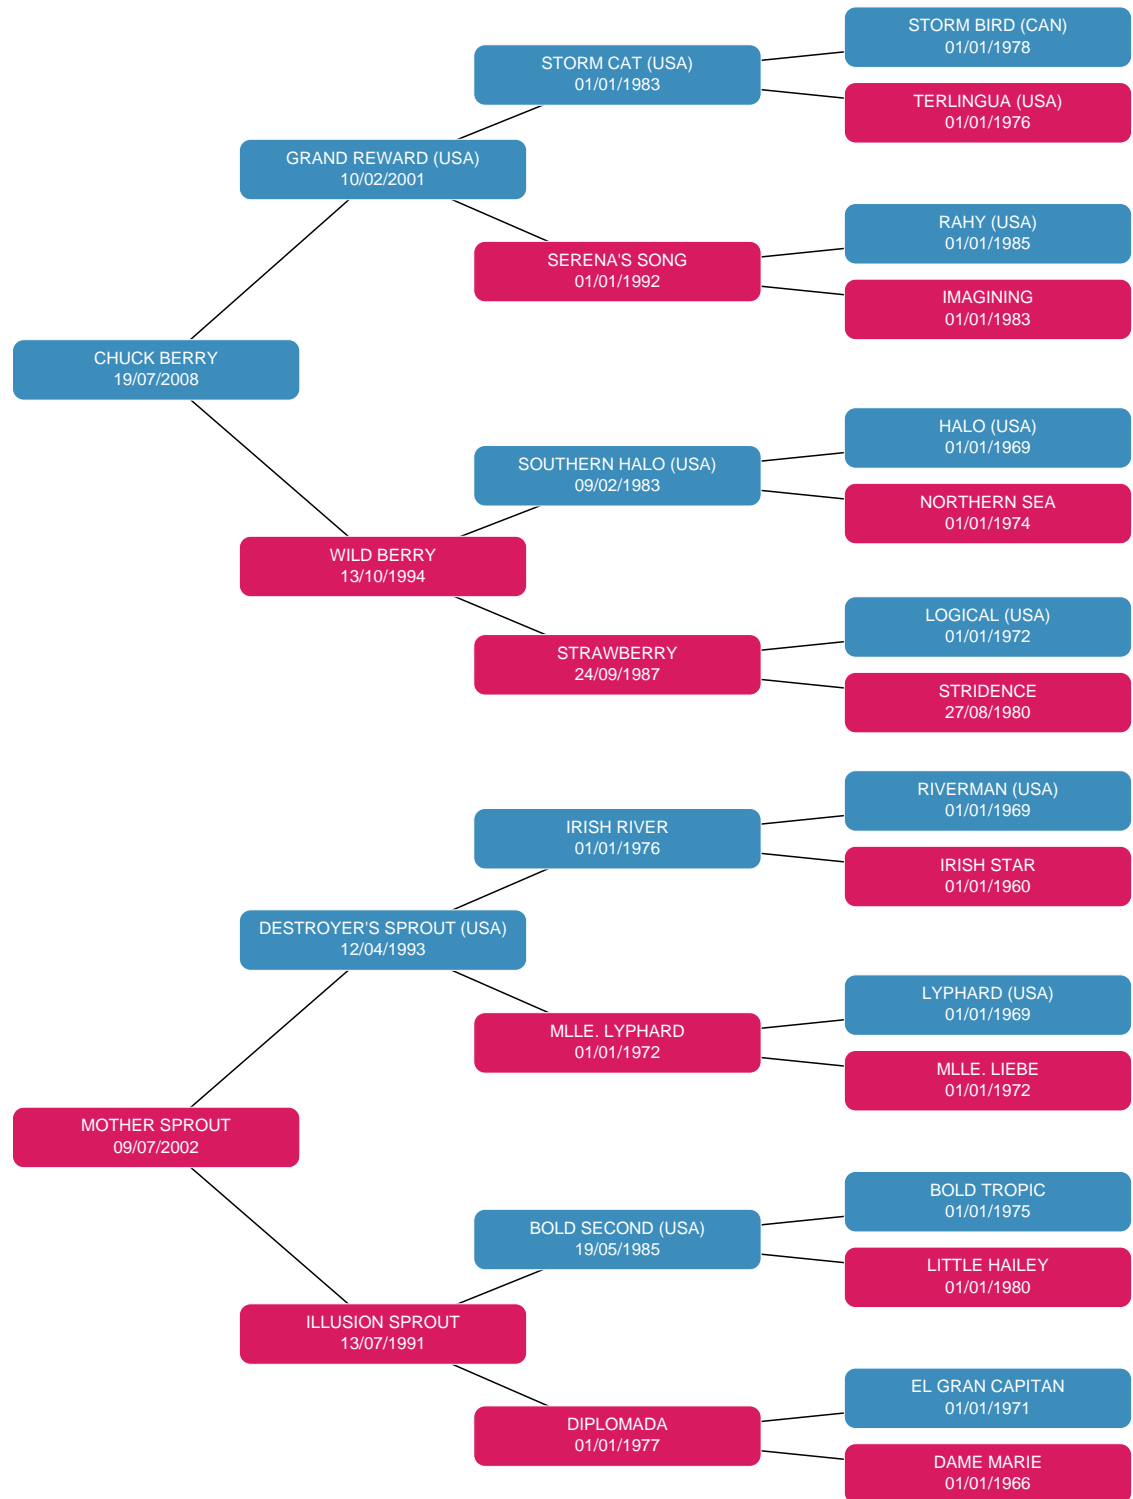 STORM BIRD (CAN)
01/01/1978
STORM CAT (USA)
01/01/1983
TERLINGUA (USA)
01/01/1976
GRAND REWARD (USA)
10/02/2001
RAHY (USA)
01/01/1985
SERENA'S SONG
01/01/1992
IMAGINING
01/01/1983
CHUCK BERRY
19/07/2008
HALO (USA)
01/01/1969
SOUTHERN HALO (USA)
09/02/1983
NORTHERN SEA
01/01/1974
WILD BERRY
13/10/1994
LOGICAL (USA)
01/01/1972
STRAWBERRY
24/09/1987
STRIDENCE
27/08/1980
RIVERMAN (USA)
01/01/1969
IRISH RIVER
01/01/1976
IRISH STAR
01/01/1960
DESTROYER'S SPROUT (USA)
12/04/1993
LYPHARD (USA)
01/01/1969
MLLE. LYPHARD
01/01/1972
MLLE. LIEBE
01/01/1972
MOTHER SPROUT
09/07/2002
BOLD TROPIC
01/01/1975
BOLD SECOND (USA)
19/05/1985
LITTLE HAILEY
01/01/1980
ILLUSION SPROUT
13/07/1991
EL GRAN CAPITAN
01/01/1971
DIPLOMADA
01/01/1977
DAME MARIE
01/01/1966